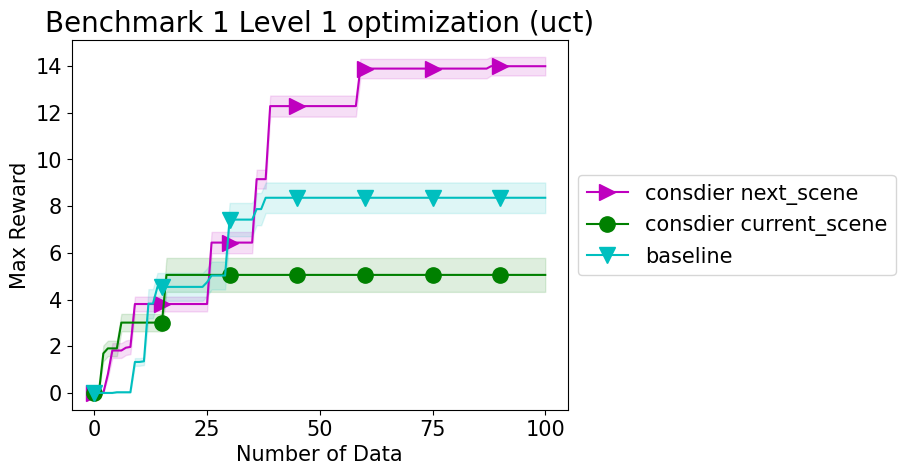 Benchmark 1 Level 1 optimization (uct)
Max Reward
14
12
10
8
6
4
2
0
0 25 50 75 100
Number of Data
consdier next_scene
consdier current_scene
baseline